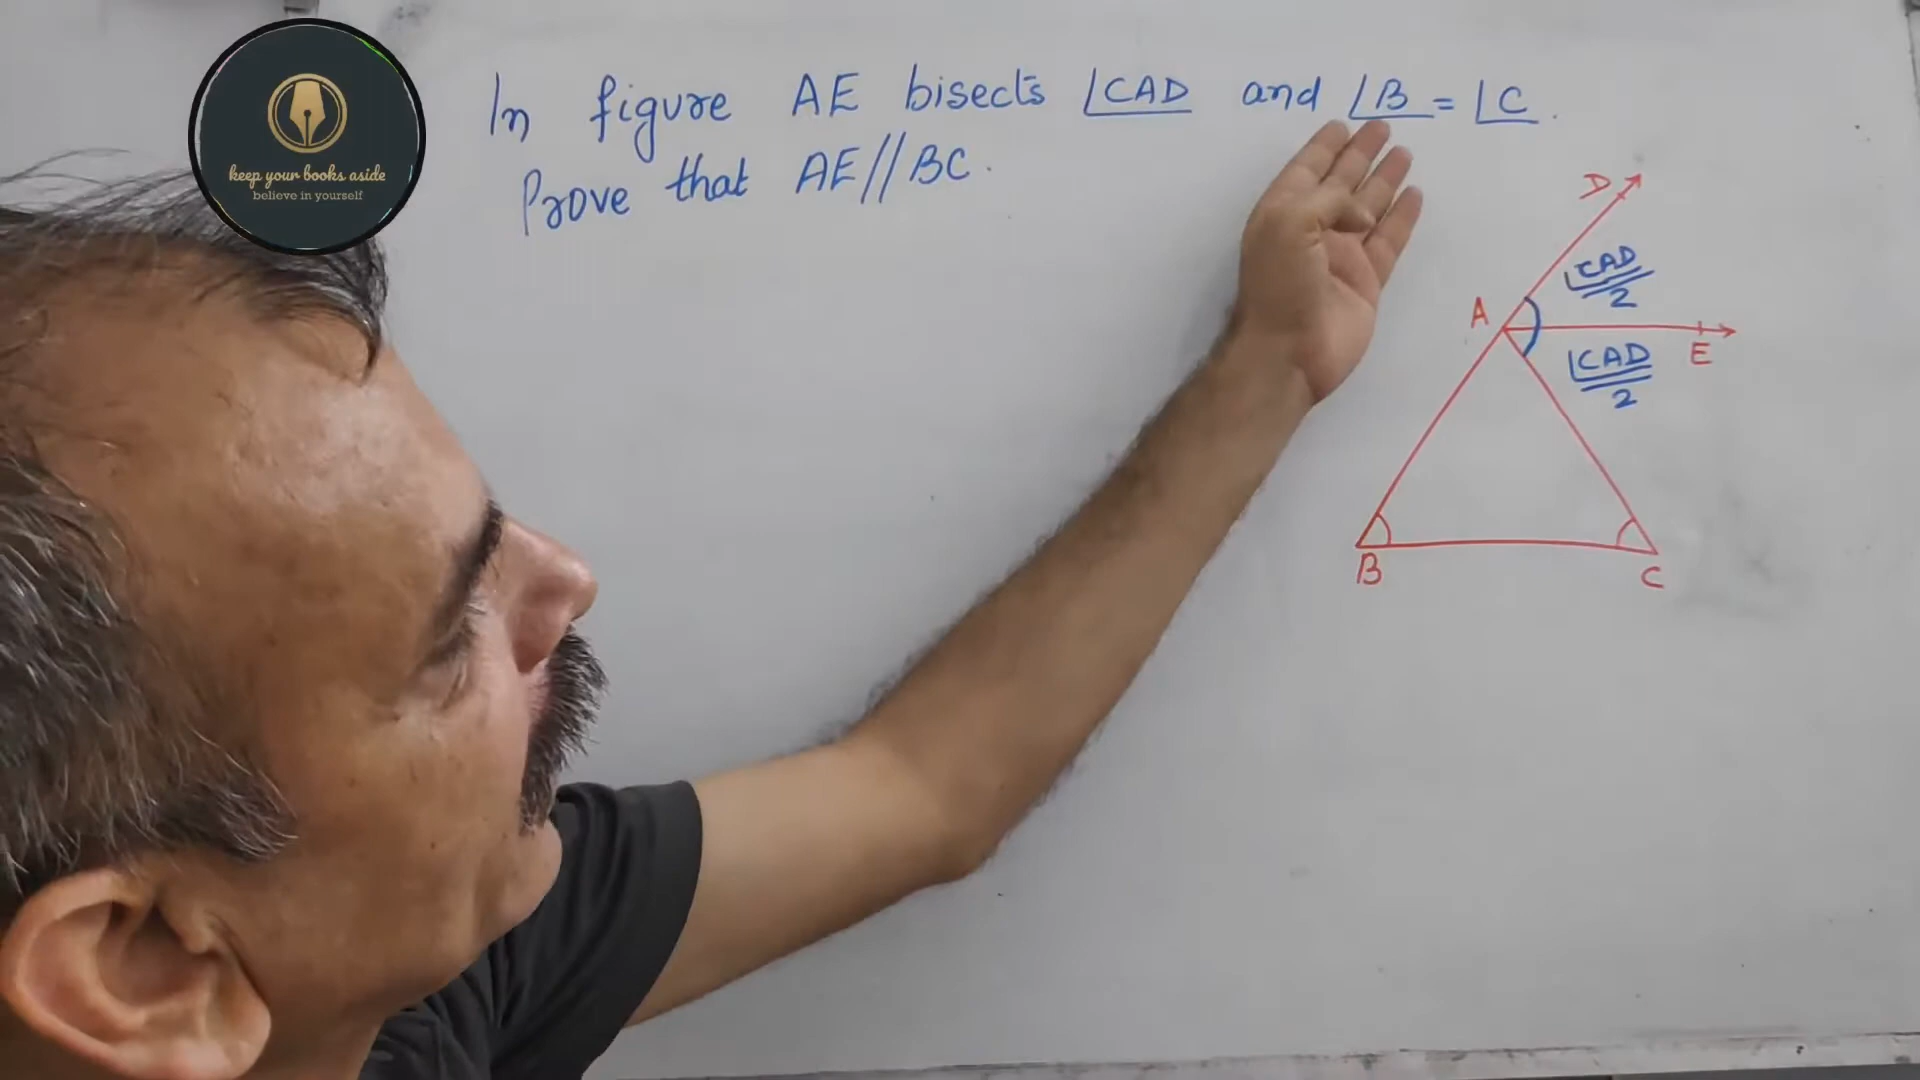 keep your books aside
believe in yourself
In figure AE bisects ∠CAD and ∠B = ∠C.
Prove that AE//BC.
D
∠CAD/2
A
E
∠CAD/2
B
C